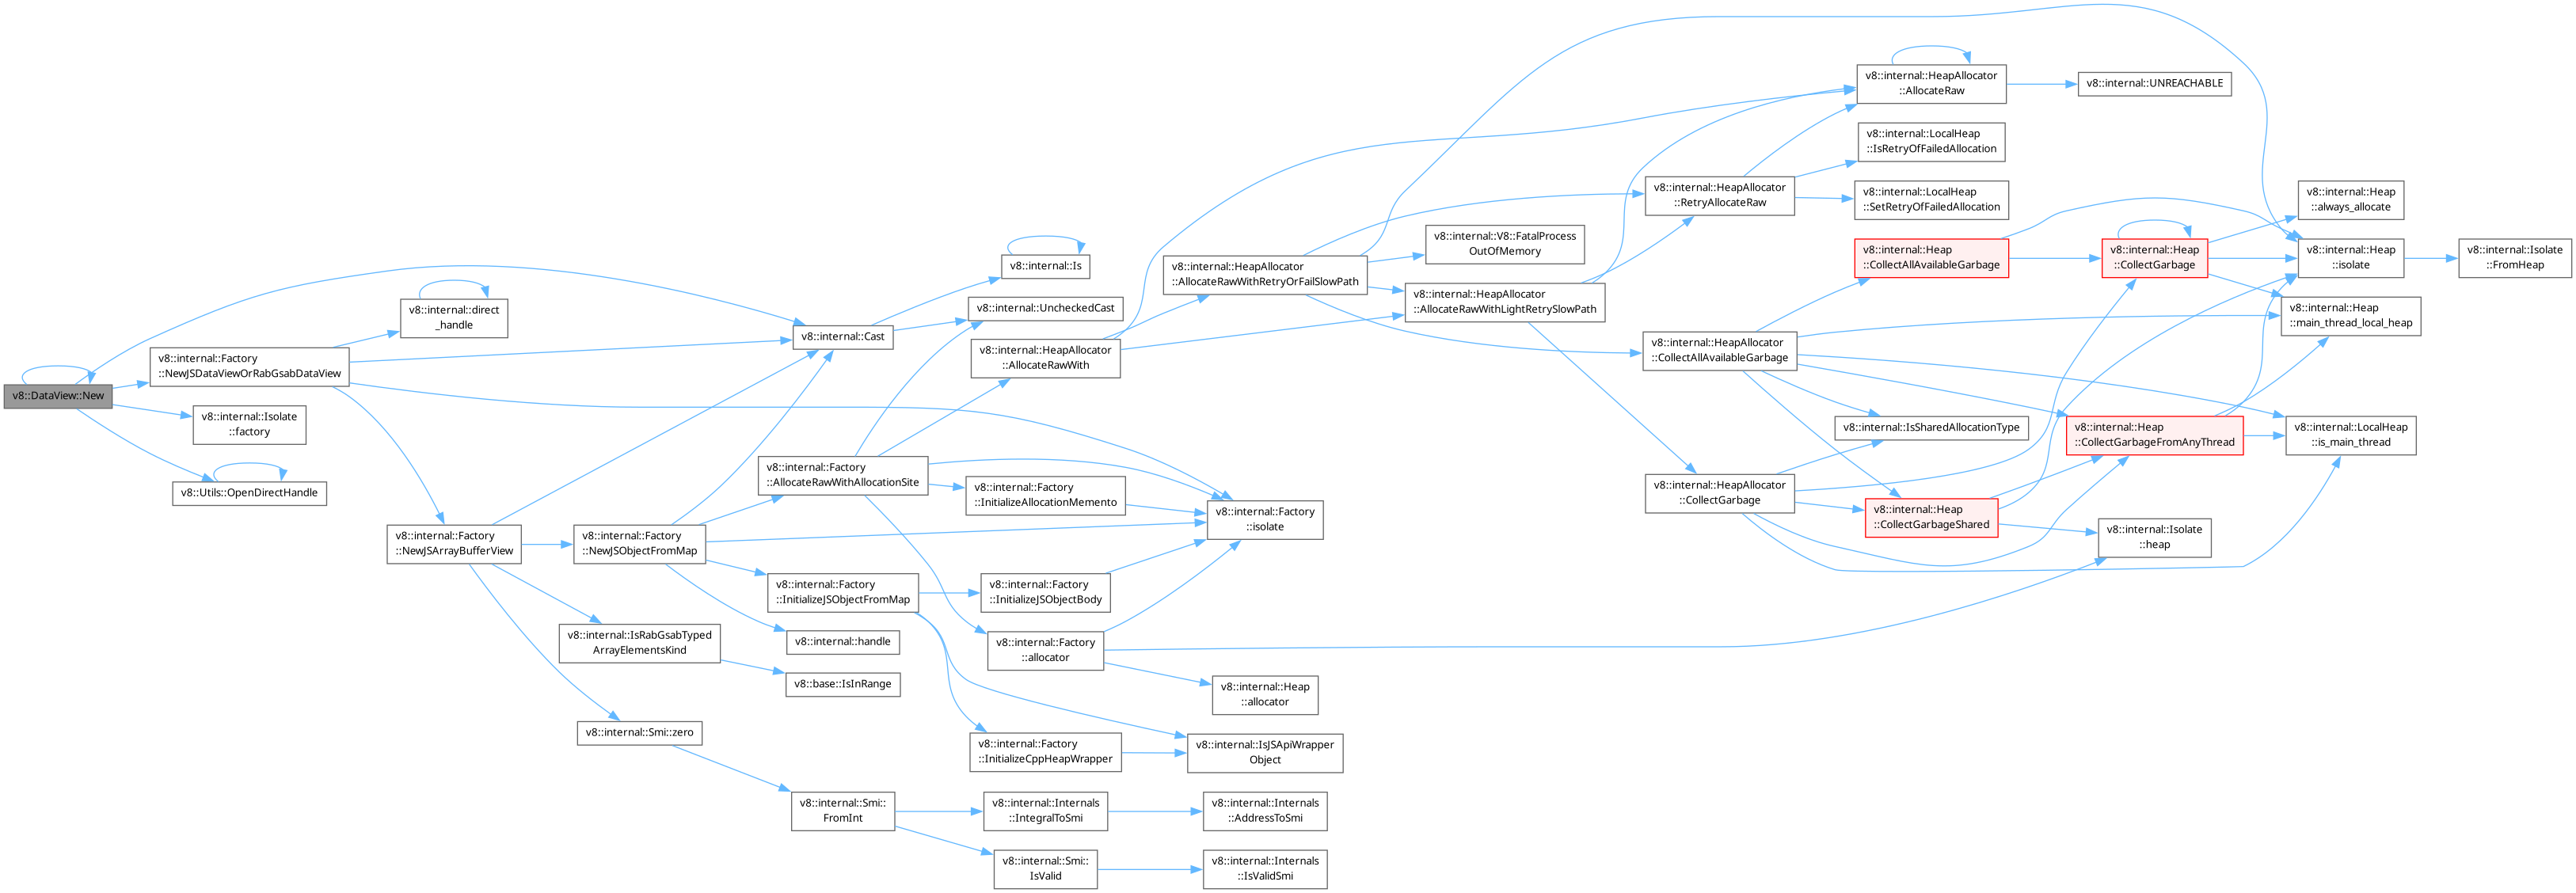 v8::DataView::New
v8::internal::Factory
::NewJSDataViewOrRabGsabDataView
v8::internal::Isolate
::factory
v8::Utils::OpenDirectHandle
v8::internal::direct
_handle
v8::internal::Factory
::NewJSArrayBufferView
v8::internal::Factory
::NewJSObjectFromMap
v8::internal::IsRabGsabTyped
ArrayElementsKind
v8::internal::Smi::zero
v8::internal::Cast
v8::internal::Factory
::AllocateRawWithAllocationSite
v8::internal::Factory
::InitializeJSObjectFromMap
v8::internal::handle
v8::base::IsInRange
v8::internal::Smi::
FromInt
v8::internal::Is
v8::internal::UncheckedCast
v8::internal::HeapAllocator
::AllocateRawWith
v8::internal::Factory
::InitializeAllocationMemento
v8::internal::Factory
::InitializeJSObjectBody
v8::internal::Factory
::allocator
v8::internal::Factory
::InitializeCppHeapWrapper
v8::internal::Internals
::IntegralToSmi
v8::internal::Smi::
IsValid
v8::internal::HeapAllocator
::AllocateRawWithRetryOrFailSlowPath
v8::internal::Factory
::isolate
v8::internal::Heap
::allocator
v8::internal::IsJSApiWrapper
Object
v8::internal::Internals
::AddressToSmi
v8::internal::Internals
::IsValidSmi
v8::internal::V8::FatalProcess
OutOfMemory
v8::internal::HeapAllocator
::AllocateRawWithLightRetrySlowPath
v8::internal::HeapAllocator
::RetryAllocateRaw
v8::internal::HeapAllocator
::CollectAllAvailableGarbage
v8::internal::HeapAllocator
::CollectGarbage
v8::internal::HeapAllocator
::AllocateRaw
v8::internal::LocalHeap
::IsRetryOfFailedAllocation
v8::internal::LocalHeap
::SetRetryOfFailedAllocation
v8::internal::Heap
::CollectAllAvailableGarbage
v8::internal::IsSharedAllocationType
v8::internal::Heap
::CollectGarbageShared
v8::internal::UNREACHABLE
v8::internal::Heap
::CollectGarbage
v8::internal::Heap
::CollectGarbageFromAnyThread
v8::internal::Isolate
::heap
v8::internal::Heap
::always_allocate
v8::internal::Heap
::isolate
v8::internal::Heap
::main_thread_local_heap
v8::internal::LocalHeap
::is_main_thread
v8::internal::Isolate
::FromHeap